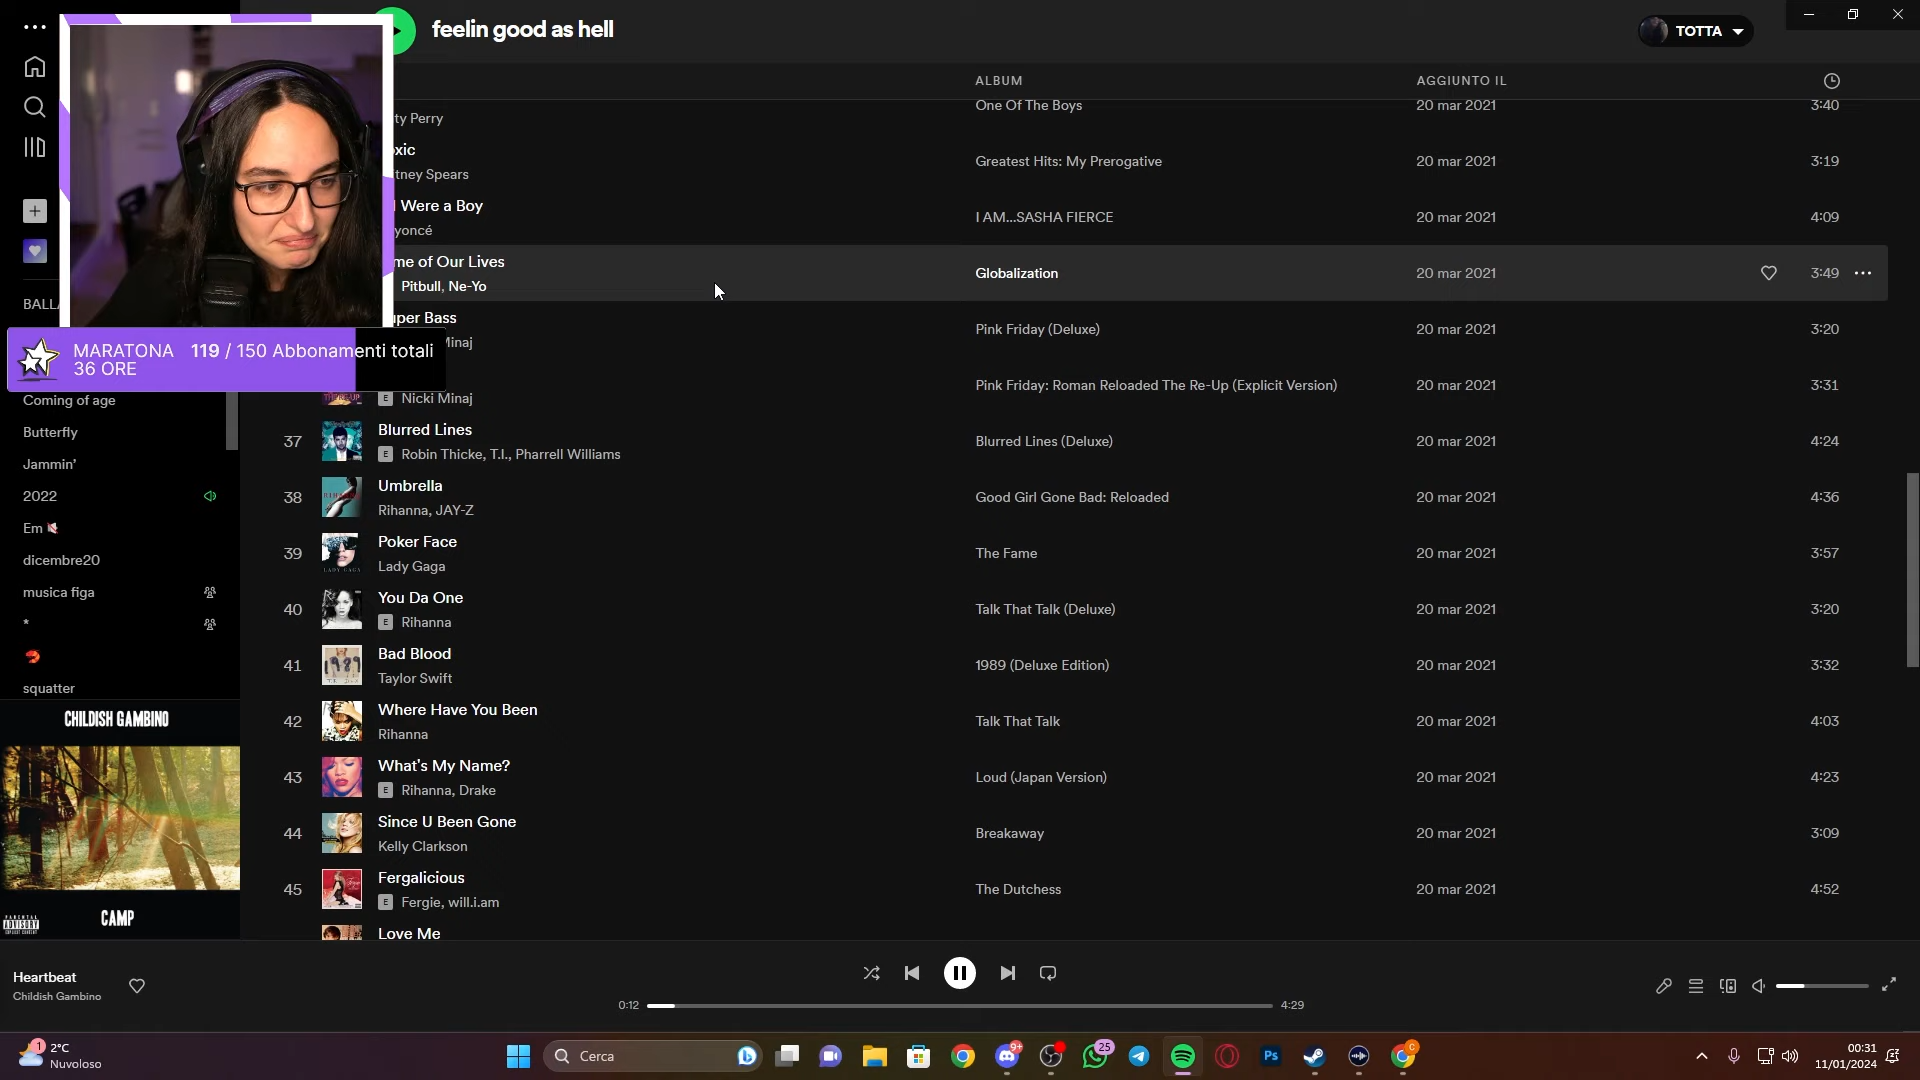 feelin good as hell
TOTTA
ALBUM
AGGIUNTO IL
One Of The Boys
20 mar 2021
3:40
ty Perry
xic
Greatest Hits: My Prerogative
20 mar 2021
3:19
tney Spears
I Were a Boy
I AM...SASHA FIERCE
20 mar 2021
4:09
yoncé
me of Our Lives
Pitbull, Ne-Yo
Globalization
20 mar 2021
3:49
BALLA
uper Bass
Minaj
Pink Friday (Deluxe)
20 mar 2021
3:20
MARATONA
36 ORE
119 / 150 Abbonamenti totali
E Nicki Minaj
Pink Friday: Roman Reloaded The Re-Up (Explicit Version)
20 mar 2021
3:31
Coming of age
Butterfly
Jammin'
2022
Em
dicembre20
musica figa
*
squatter
37
Blurred Lines
E Robin Thicke, T.I., Pharrell Williams
Blurred Lines (Deluxe)
20 mar 2021
4:24
38
Umbrella
Rihanna, JAY-Z
Good Girl Gone Bad: Reloaded
20 mar 2021
4:36
39
Poker Face
Lady Gaga
The Fame
20 mar 2021
3:57
40
You Da One
E Rihanna
Talk That Talk (Deluxe)
20 mar 2021
3:20
41
Bad Blood
Taylor Swift
1989 (Deluxe Edition)
20 mar 2021
3:32
42
Where Have You Been
Rihanna
Talk That Talk
20 mar 2021
4:03
43
What's My Name?
E Rihanna, Drake
Loud (Japan Version)
20 mar 2021
4:23
44
Since U Been Gone
Kelly Clarkson
Breakaway
20 mar 2021
3:09
45
Fergalicious
E Fergie, will.i.am
The Dutchess
20 mar 2021
4:52
Love Me
CHILDISH GAMBINO
PARENTAL
ADVISORY
CAMP
Heartbeat
Childish Gambino
0:12
4:29
1
2°C
Nuvoloso
Cerca
9+
25
Ps
C
00:31
11/01/2024